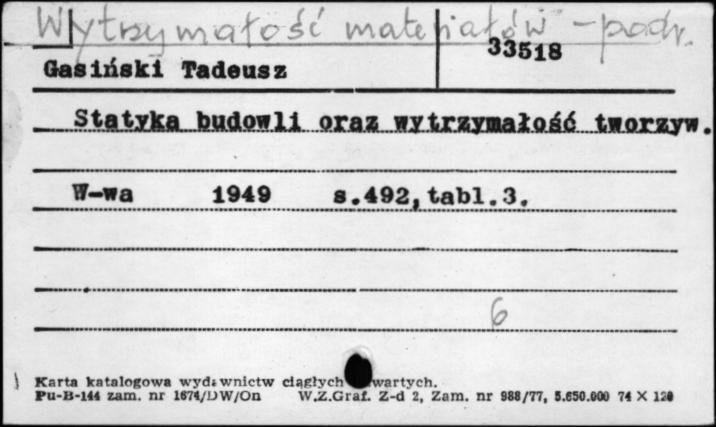 Wytrzymałość materiałów - podr.
33518
Gasiński Tadeusz
Statyka budowli oraz wytrzymałość tworzyw.
W-wa 1949 s.492, tabl.3.
6
Karta katalogowa wydawnictw ciągłych wartych.
Pu-B-144 zam. nr 1674/DW/On W.Z.Graf. Z-d 2, Zam. nr 988/77, 5.650.000 74 X 120